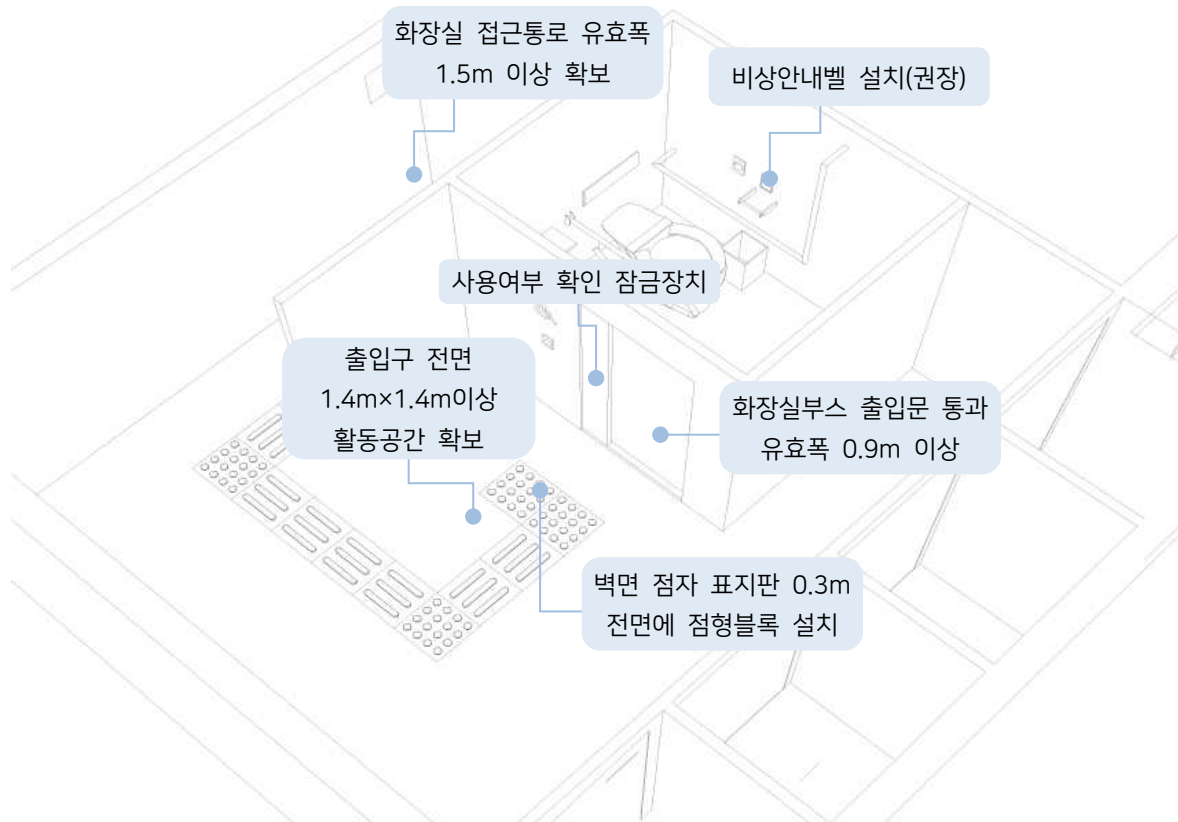 화장실 접근통로 유효폭
1.5m 이상 확보
비상안내벨 설치(권장)
사용여부 확인 잠금장치
출입구 전면
1.4m×1.4m이상
활동공간 확보
화장실부스 출입문 통과
유효폭 0.9m 이상
벽면 점자 표지판 0.3m
전면에 점형블록 설치